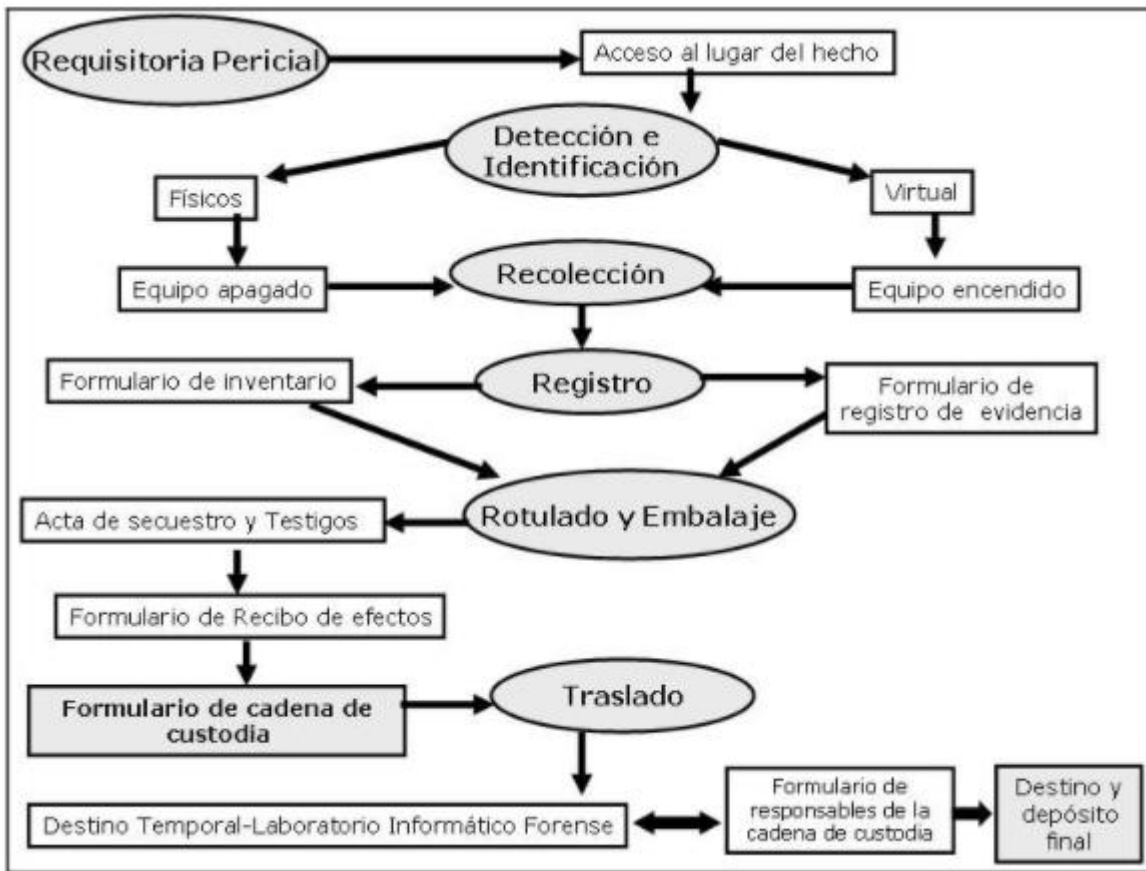 Requisitoria Pericial
Acceso al lugar del hecho
Detección e
Identificación
Físicos
Virtual
Equipo apagado
Recolección
Equipo encendido
Formulario de inventario
Registro
Formulario de
registro de evidencia
Rotulado y Embalaje
Acta de secuestro y Testigos
Formulario de Recibo de efectos
Formulario de cadena de
custodia
Traslado
Destino Temporal-Laboratorio Informático Forense
Formulario de
responsables de la
cadena de custodia
Destino y
depósito
final